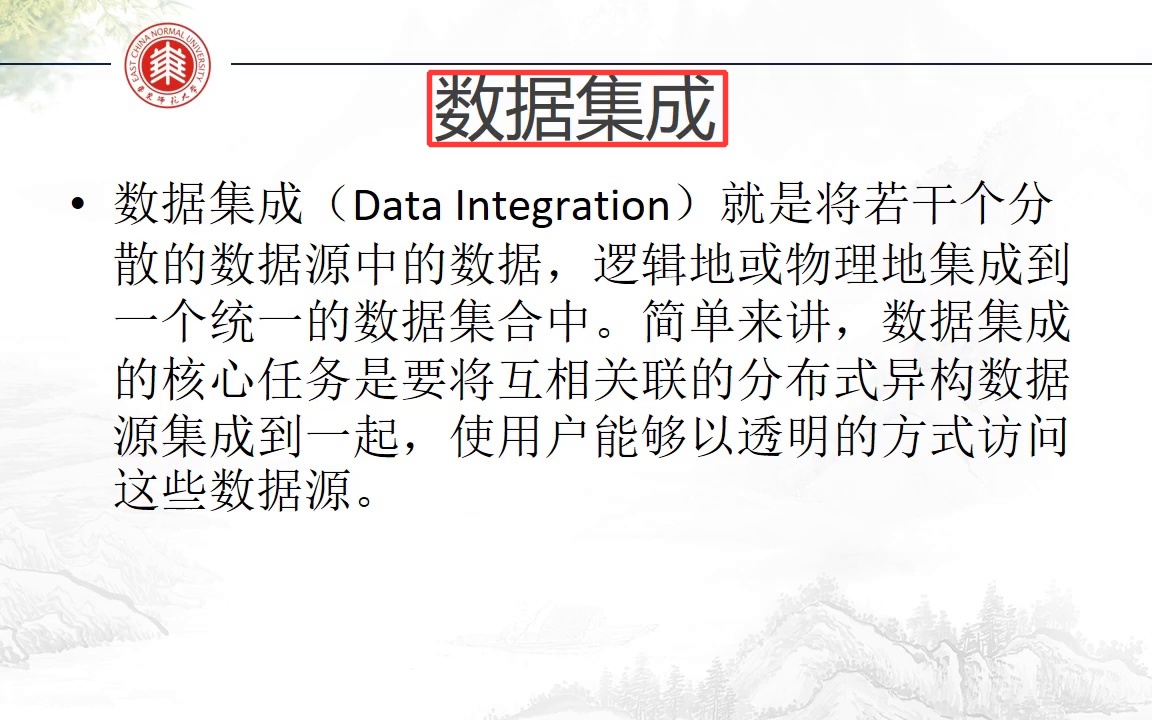 EAST CHINA NORMAL UNIVERSITY
華东师范大学
数据集成
• 数据集成（Data Integration）就是将若干个分
散的数据源中的数据，逻辑地或物理地集成到
一个统一的数据集合中。简单来讲，数据集成
的核心任务是要将互相关联的分布式异构数据
源集成到一起，使用户能够以透明的方式访问
这些数据源。